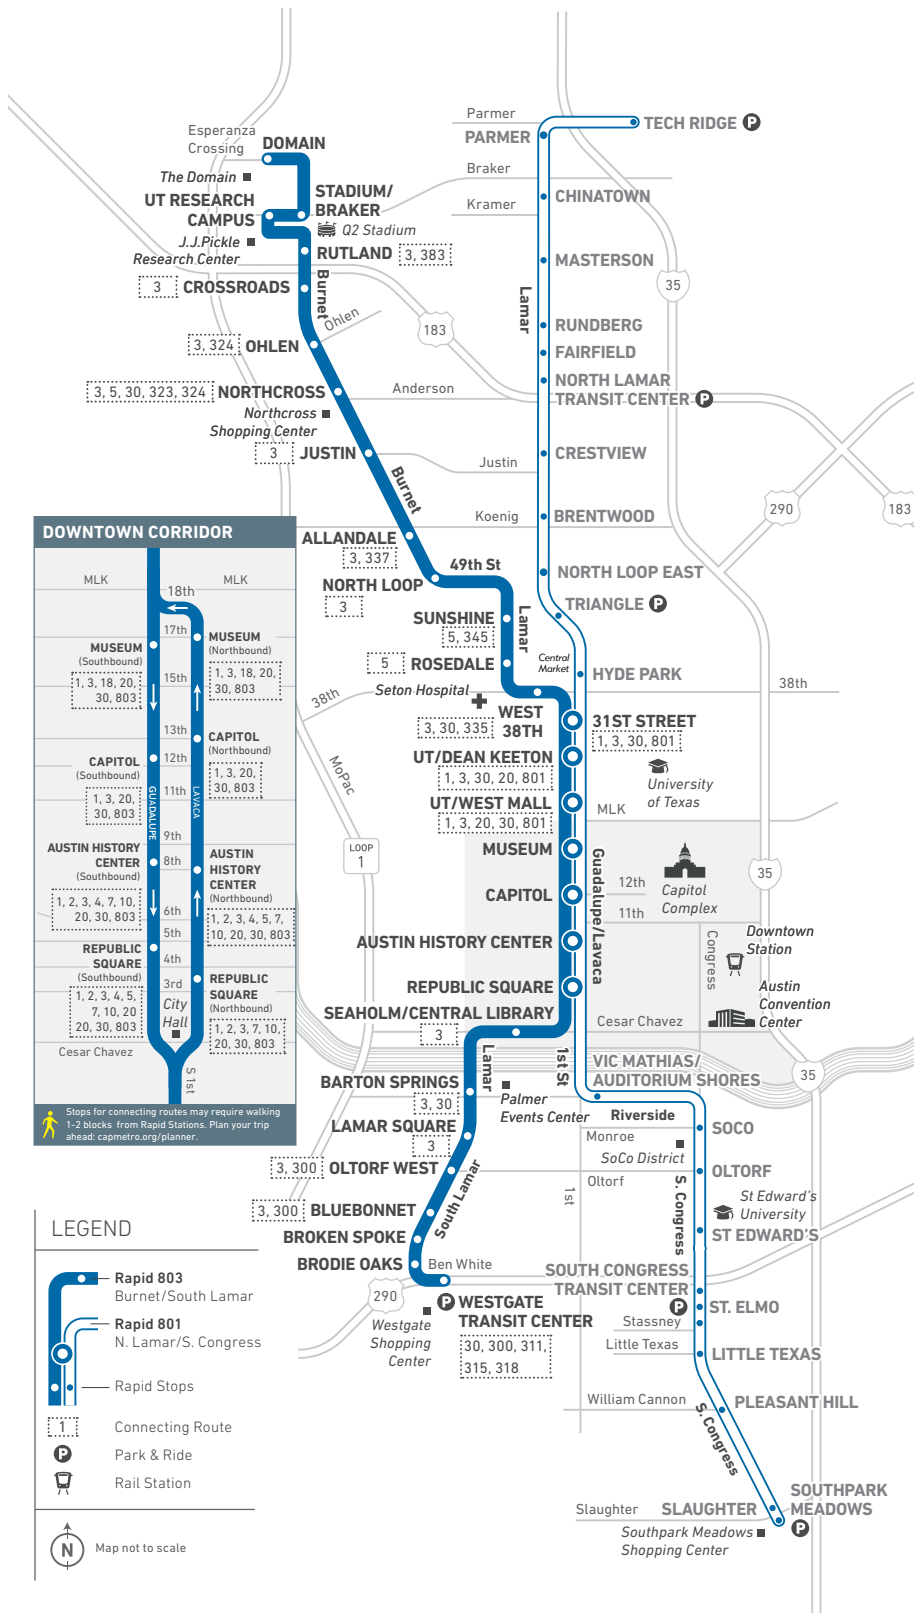 Parmer
TECH RIDGE P
PARMER
Esperanza
Crossing
DOMAIN
The Domain
Braker
UT RESEARCH
CAMPUS
STADIUM/
BRAKER
Kramer
CHINATOWN
Q2 Stadium
J.J.Pickle
Research Center
RUTLAND
3, 383
MASTERSON
3
CROSSROADS
Burnet
35
Lamar
Ohlen
183
RUNDBERG
3, 324
OHLEN
FAIRFIELD
3, 5, 30, 323, 324
NORTHCROSS
Anderson
NORTH LAMAR
TRANSIT CENTER P
Northcross
Shopping Center
3
JUSTIN
Justin
CRESTVIEW
Burnet
290
183
Koenig
BRENTWOOD
ALLANDALE
3, 337
49th St
NORTH LOOP
3
NORTH LOOP EAST
TRIANGLE P
SUNSHINE
5, 345
Lamar
5
ROSEDALE
Central
Market
HYDE PARK
Seton Hospital
38th
38th
WEST
38TH
3, 30, 335
31ST STREET
1, 3, 30, 801
MoPac
UT/DEAN KEETON
1, 3, 30, 20, 801
University
of Texas
UT/WEST MALL
1, 3, 20, 30, 801
MLK
LOOP
1
MUSEUM
Guadalupe/Lavaca
35
CAPITOL
12th
11th
Capitol
Complex
AUSTIN HISTORY CENTER
Congress
Downtown
Station
REPUBLIC SQUARE
Austin
Convention
Center
SEAHOLM/CENTRAL LIBRARY
3
Cesar Chavez
Lamar
1st St
VIC MATHIAS/
AUDITORIUM SHORES
35
BARTON SPRINGS
3, 30
Palmer
Events Center
Riverside
LAMAR SQUARE
3
Monroe
SOCO
SoCo District
3, 300
OLTORF WEST
Oltorf
OLTORF
1st
S. Congress
St Edward's
University
3, 300
BLUEBONNET
South Lamar
BROKEN SPOKE
ST EDWARD'S
BRODIE OAKS
Ben White
SOUTH CONGRESS
TRANSIT CENTER
290
P
WESTGATE
TRANSIT CENTER
P
ST. ELMO
Westgate
Shopping
Center
30, 300, 311,
315, 318
Stassney
Little Texas
LITTLE TEXAS
William Cannon
PLEASANT HILL
S. Congress
SOUTHPARK
MEADOWS
Slaughter
SLAUGHTER
P
Southpark Meadows
Shopping Center
DOWNTOWN CORRIDOR
MLK
MLK
18th
17th
MUSEUM
(Southbound)
1, 3, 18, 20,
30, 803
MUSEUM
(Northbound)
1, 3, 18, 20,
30, 803
15th
13th
CAPITOL
(Southbound)
1, 3, 20,
30, 803
12th
CAPITOL
(Northbound)
1, 3, 20,
30, 803
11th
GUADALUPE
LAVACA
9th
AUSTIN HISTORY
CENTER
(Southbound)
1, 2, 3, 4, 7, 10,
20, 30, 803
8th
AUSTIN
HISTORY
CENTER
(Northbound)
1, 2, 3, 4, 5, 7,
10, 20, 30, 803
6th
5th
REPUBLIC
SQUARE
(Southbound)
1, 2, 3, 4, 5,
7, 10, 20
20, 30, 803
4th
3rd
REPUBLIC
SQUARE
(Northbound)
1, 2, 3, 7, 10,
20, 30, 803
City
Hall
Cesar Chavez
S 1st
Stops for connecting routes may require walking
1-2 blocks from Rapid Stations. Plan your trip
ahead: capmetro.org/planner.
LEGEND
Rapid 803
Burnet/South Lamar
Rapid 801
N. Lamar/S. Congress
Rapid Stops
1
Connecting Route
P
Park & Ride
Rail Station
N
Map not to scale